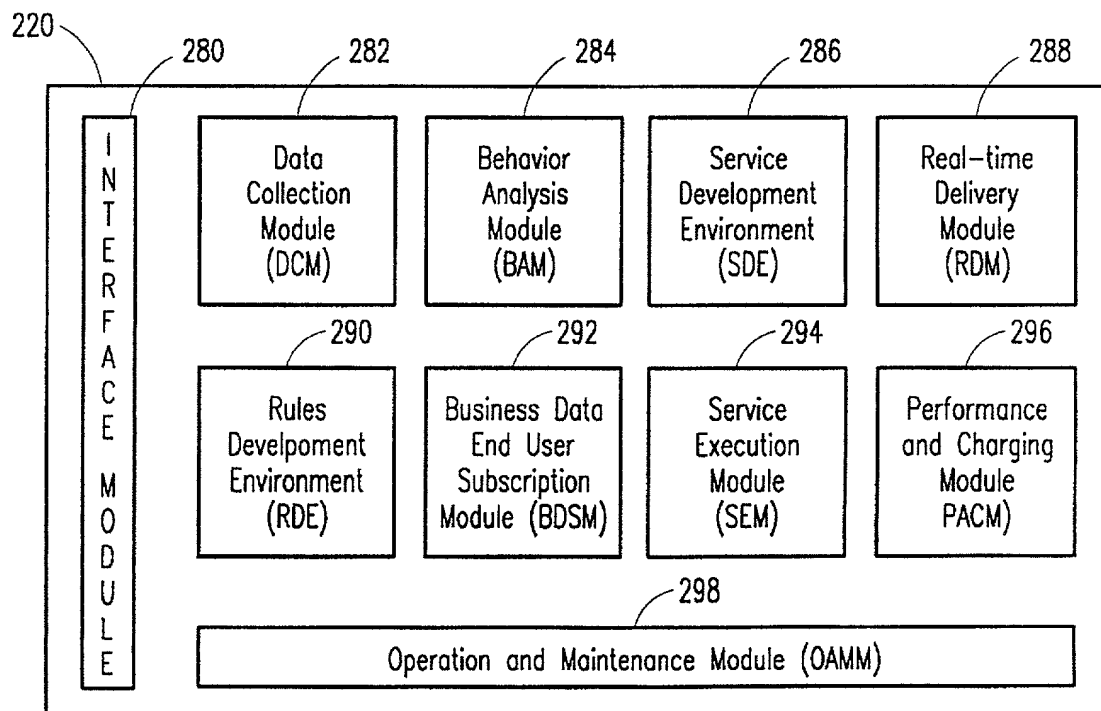 220
280
282
284
286
288
INTERFACE MODULE
Data
Collection
Module
(DCM)
Behavior
Analysis
Module
(BAM)
Service
Development
Environment
(SDE)
Real-time
Delivery
Module
(RDM)
290
292
294
296
Rules
Develpoment
Environment
(RDE)
Business Data
End User
Subscription
Module (BDSM)
Service
Execution
Module
(SEM)
Performance
and Charging
Module
PACM)
298
Operation and Maintenance Module (OAMM)